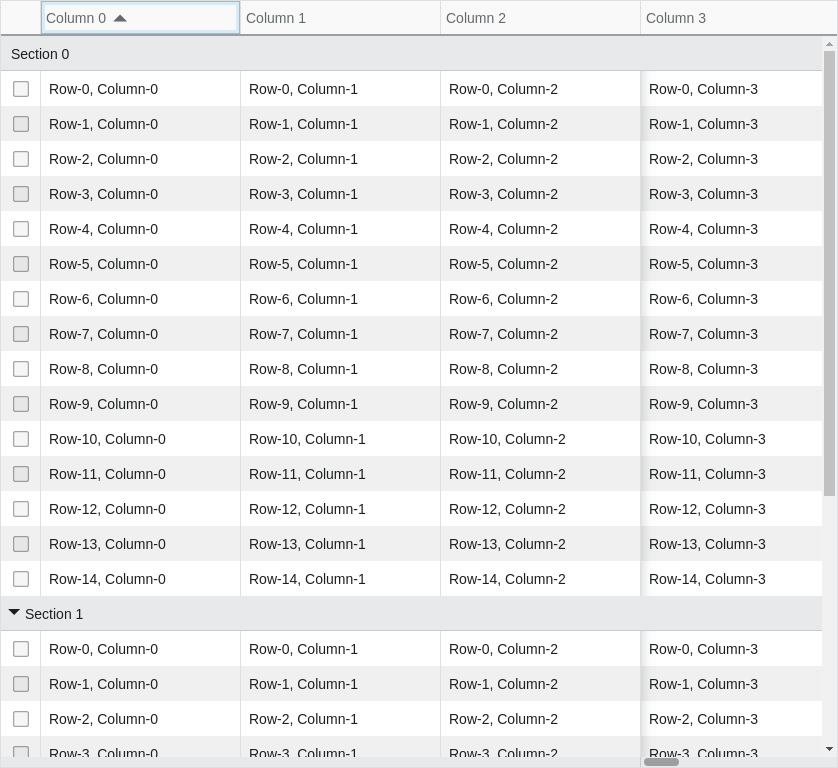 Column 0 Column 1 Column 2 Column 3
Section 0
Row-0, Column-0 Row-0, Column-1 Row-0, Column-2 Row-0, Column-3
Row-1, Column-0 Row-1, Column-1 Row-1, Column-2 Row-1, Column-3
Row-2, Column-0 Row-2, Column-1 Row-2, Column-2 Row-2, Column-3
Row-3, Column-0 Row-3, Column-1 Row-3, Column-2 Row-3, Column-3
Row-4, Column-0 Row-4, Column-1 Row-4, Column-2 Row-4, Column-3
Row-5, Column-0 Row-5, Column-1 Row-5, Column-2 Row-5, Column-3
Row-6, Column-0 Row-6, Column-1 Row-6, Column-2 Row-6, Column-3
Row-7, Column-0 Row-7, Column-1 Row-7, Column-2 Row-7, Column-3
Row-8, Column-0 Row-8, Column-1 Row-8, Column-2 Row-8, Column-3
Row-9, Column-0 Row-9, Column-1 Row-9, Column-2 Row-9, Column-3
Row-10, Column-0 Row-10, Column-1 Row-10, Column-2 Row-10, Column-3
Row-11, Column-0 Row-11, Column-1 Row-11, Column-2 Row-11, Column-3
Row-12, Column-0 Row-12, Column-1 Row-12, Column-2 Row-12, Column-3
Row-13, Column-0 Row-13, Column-1 Row-13, Column-2 Row-13, Column-3
Row-14, Column-0 Row-14, Column-1 Row-14, Column-2 Row-14, Column-3
Section 1
Row-0, Column-0 Row-0, Column-1 Row-0, Column-2 Row-0, Column-3
Row-1, Column-0 Row-1, Column-1 Row-1, Column-2 Row-1, Column-3
Row-2, Column-0 Row-2, Column-1 Row-2, Column-2 Row-2, Column-3
Row-3, Column-0 Row-3, Column-1 Row-3, Column-2 Row-3, Column-3